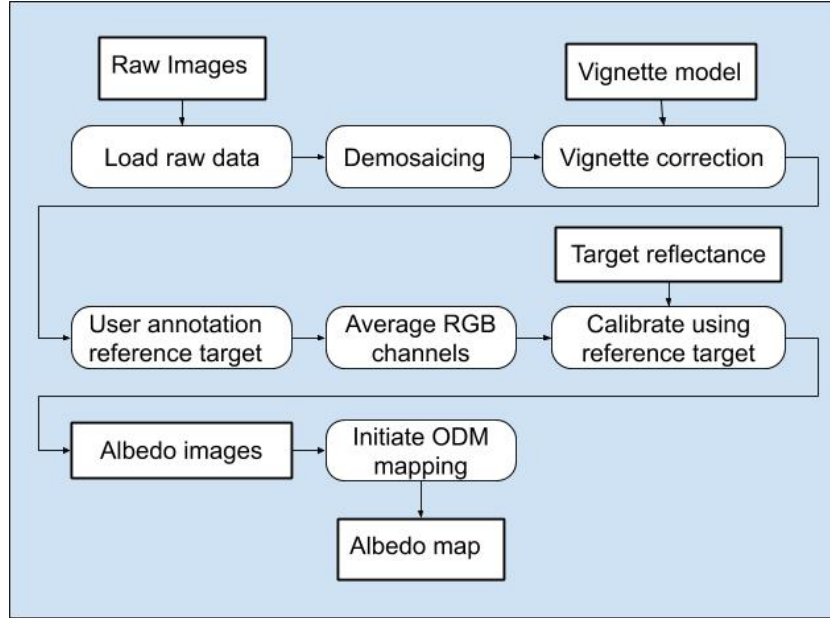 Raw Images
Vignette model
Load raw data
Demosaicing
Vignette correction
Target reflectance
User annotation
reference target
Average RGB
channels
Calibrate using
reference target
Albedo images
Initiate ODM
mapping
Albedo map